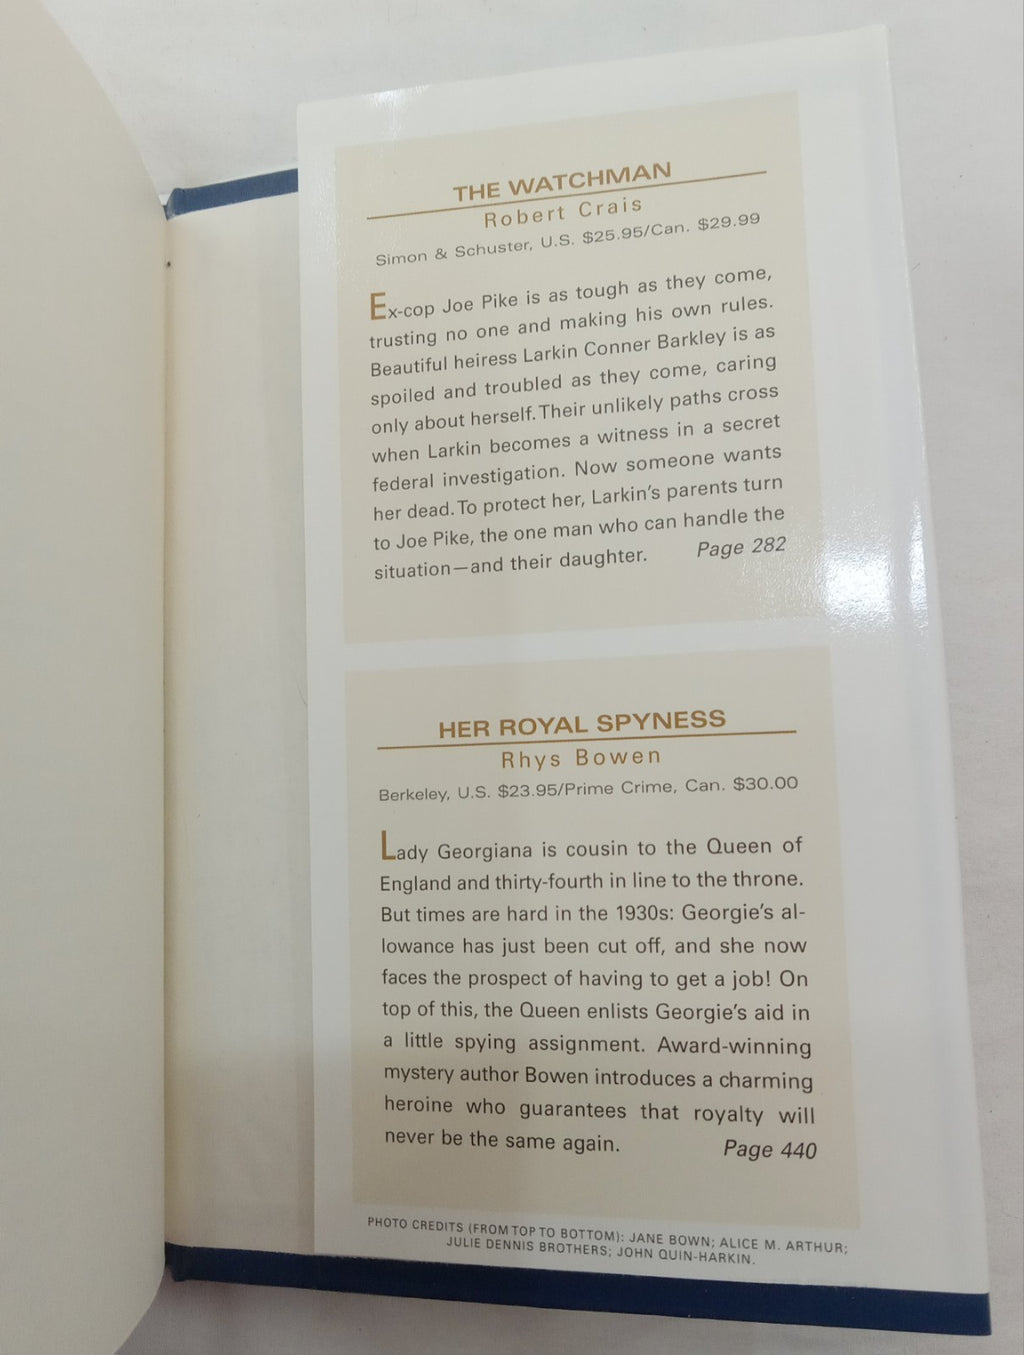 THE WATCHMAN
Robert Crais
Simon & Schuster, U.S. $25.95/Can. $29.99
Ex-cop Joe Pike is as tough as they come,
trusting no one and making his own rules.
Beautiful heiress Larkin Conner Barkley is as
spoiled and troubled as they come, caring
only about herself. Their unlikely paths cross
when Larkin becomes a witness in a secret
federal investigation. Now someone wants
her dead. To protect her, Larkin's parents turn
to Joe Pike, the one man who can handle the
situation—and their daughter. Page 282
HER ROYAL SPYNESS
Rhys Bowen
Berkeley, U.S. $23.95/Prime Crime, Can. $30.00
Lady Georgiana is cousin to the Queen of
England and thirty-fourth in line to the throne.
But times are hard in the 1930s: Georgie's al-
lowance has just been cut off, and she now
faces the prospect of having to get a job! On
top of this, the Queen enlists Georgie's aid in
a little spying assignment. Award-winning
mystery author Bowen introduces a charming
heroine who guarantees that royalty will
never be the same again. Page 440
PHOTO CREDITS (FROM TOP TO BOTTOM): JANE BOWN; ALICE M. ARTHUR;
JULIE DENNIS BROTHERS; JOHN QUIN-HARKIN.